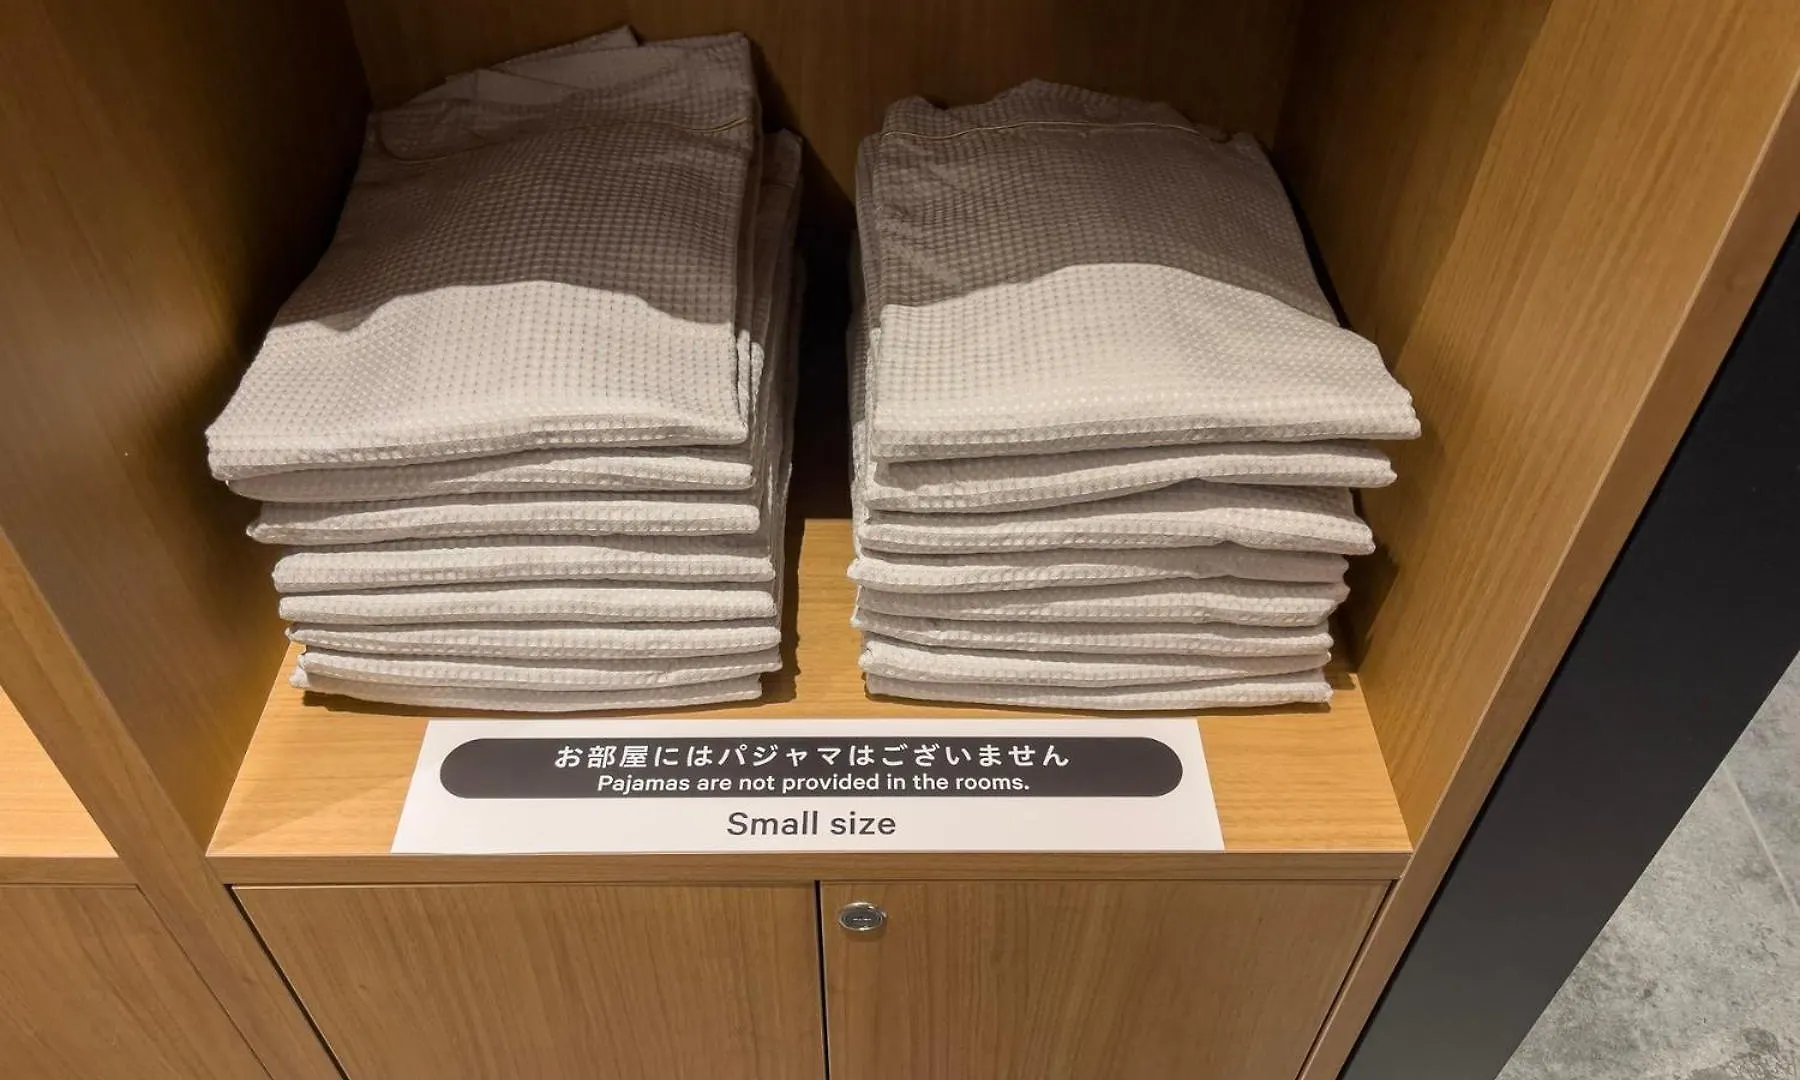 お部屋にはパジャマはございません
Pajamas are not provided in the rooms.
Small size